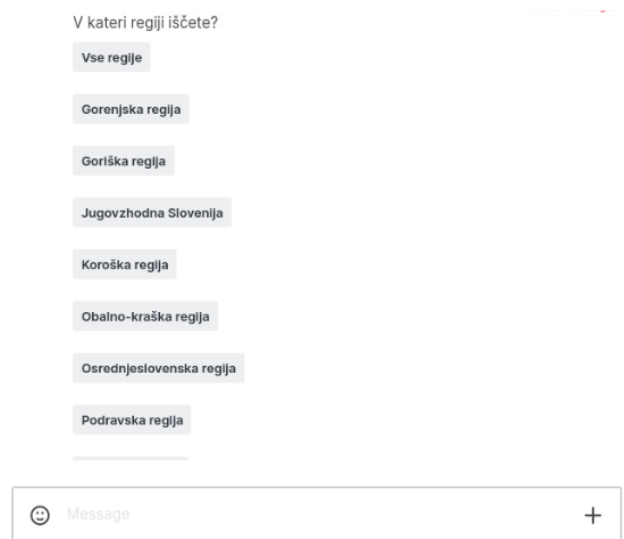 V kateri regiji iščete?
Vse regije
Gorenjska regija
Goriška regija
Jugovzhodna Slovenija
Koroška regija
Obalno-kraška regija
Osrednjeslovenska regija
Podravska regija
Message